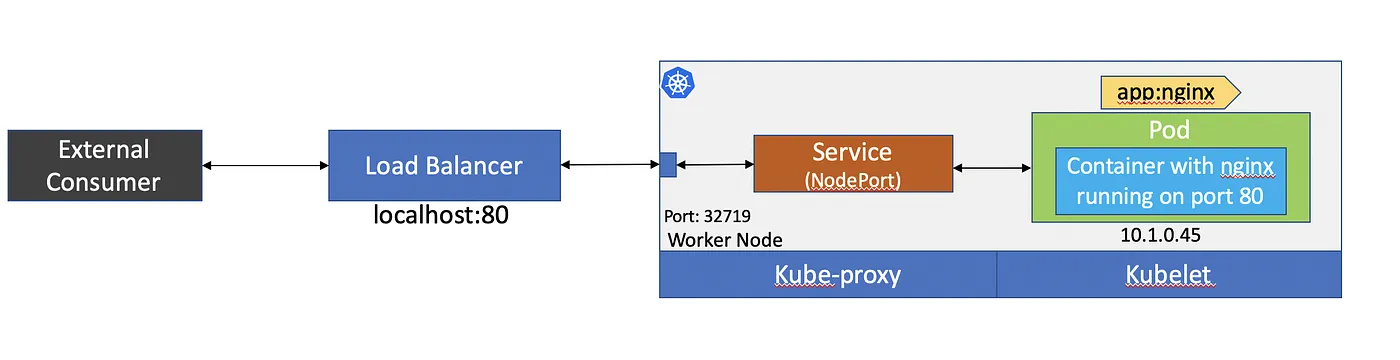 External
Consumer
Load Balancer
localhost:80
Port: 32719
Worker Node
Service
(NodePort)
app:nginx
Pod
Container with nginx
running on port 80
10.1.0.45
Kube-proxy
Kubelet